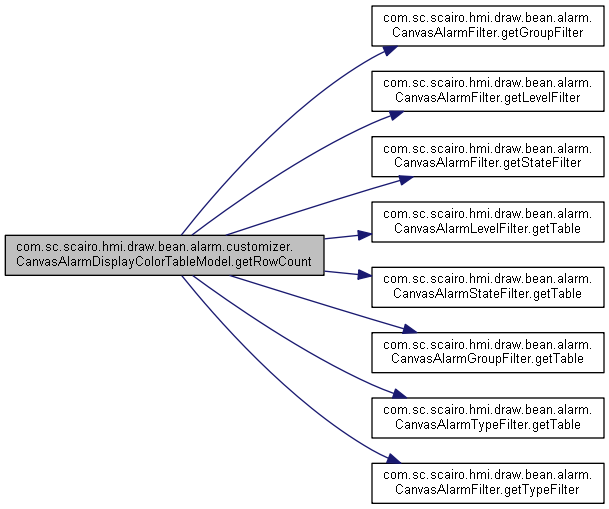 com.sc.scairo.hmi.draw.bean.alarm.
CanvasAlarmFilter.getGroupFilter
com.sc.scairo.hmi.draw.bean.alarm.
CanvasAlarmFilter.getLevelFilter
com.sc.scairo.hmi.draw.bean.alarm.
CanvasAlarmFilter.getStateFilter
com.sc.scairo.hmi.draw.bean.alarm.
CanvasAlarmLevelFilter.getTable
com.sc.scairo.hmi.draw.bean.alarm.customizer.
CanvasAlarmDisplayColorTableModel.getRowCount
com.sc.scairo.hmi.draw.bean.alarm.
CanvasAlarmStateFilter.getTable
com.sc.scairo.hmi.draw.bean.alarm.
CanvasAlarmGroupFilter.getTable
com.sc.scairo.hmi.draw.bean.alarm.
CanvasAlarmTypeFilter.getTable
com.sc.scairo.hmi.draw.bean.alarm.
CanvasAlarmFilter.getTypeFilter